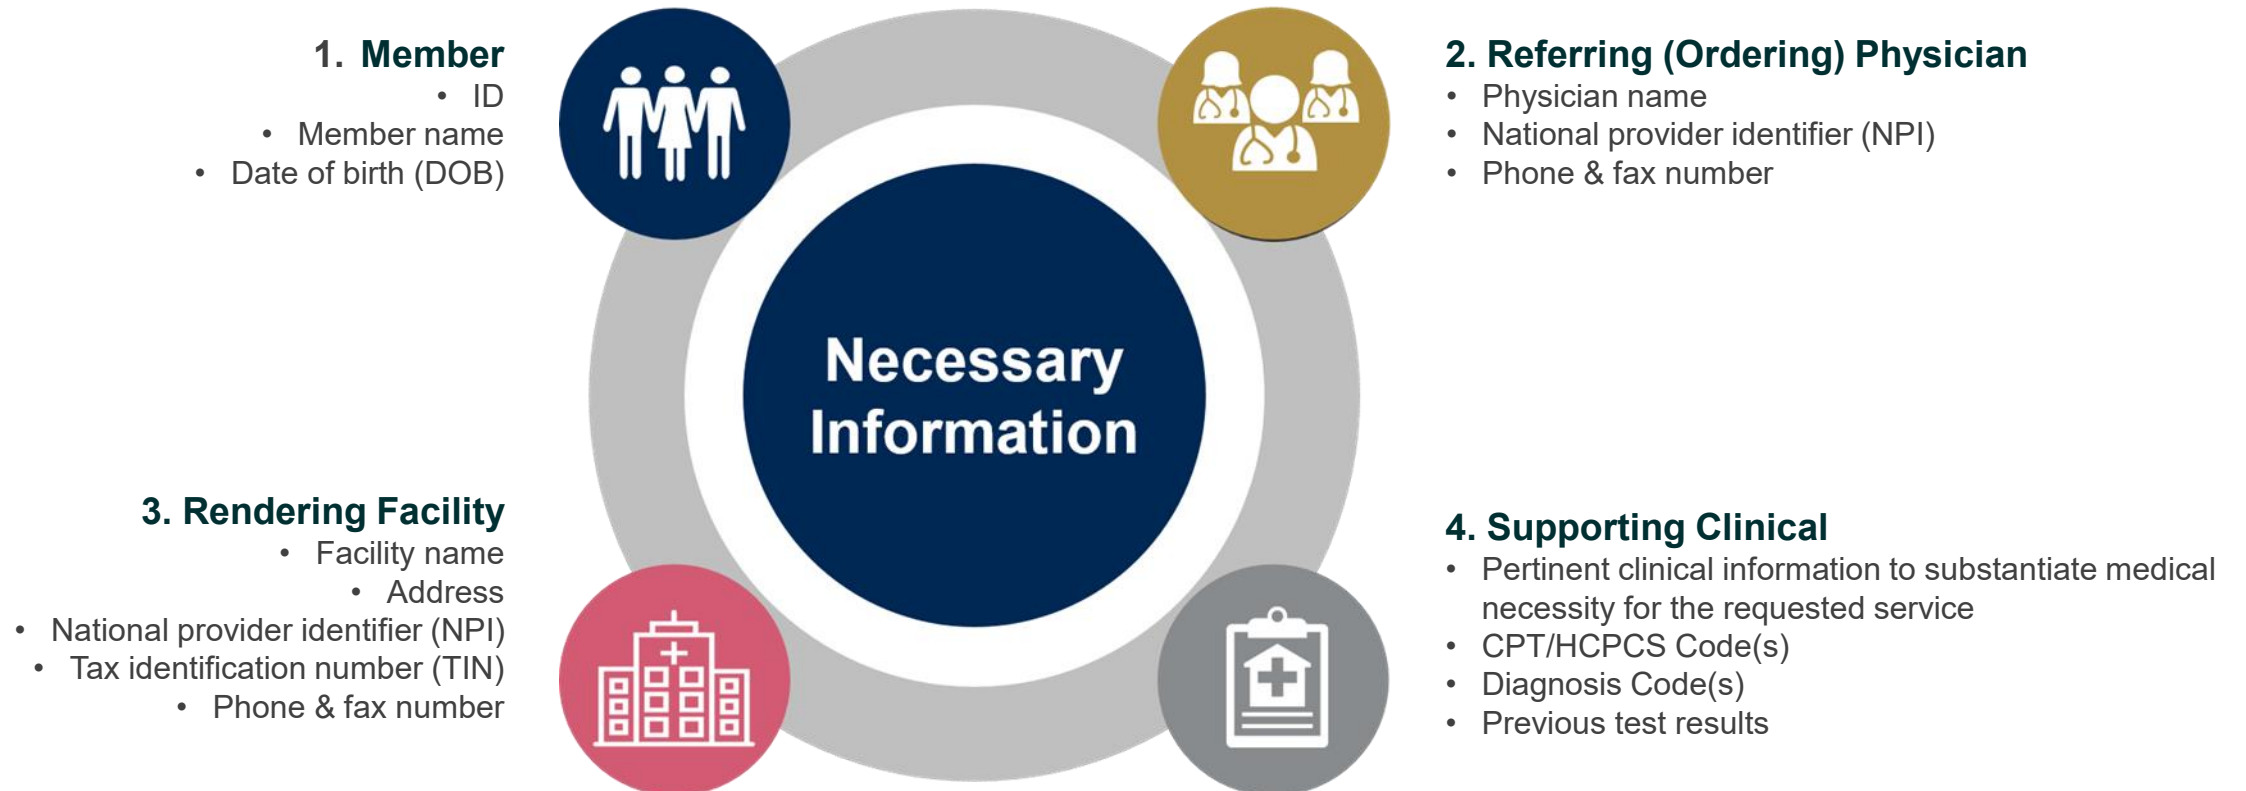 1. Member
• ID
• Member name
• Date of birth (DOB)
2. Referring (Ordering) Physician
• Physician name
• National provider identifier (NPI)
• Phone & fax number
Necessary
Information
3. Rendering Facility
• Facility name
• Address
• National provider identifier (NPI)
• Tax identification number (TIN)
• Phone & fax number
4. Supporting Clinical
• Pertinent clinical information to substantiate medical
necessity for the requested service
• CPT/HCPCS Code(s)
• Diagnosis Code(s)
• Previous test results